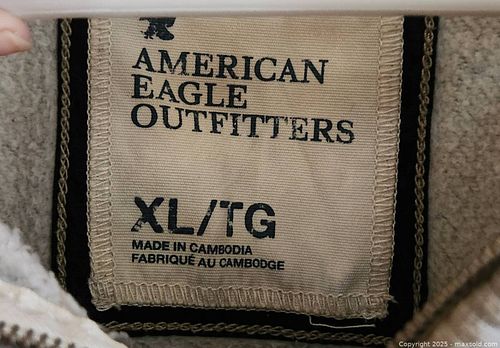 AMERICAN
EAGLE
OUTFITTERS
XL/TG
MADE IN CAMBODIA
FABRIQUÉ AU CAMBODGE
Copyright 2025 - maxsold.com